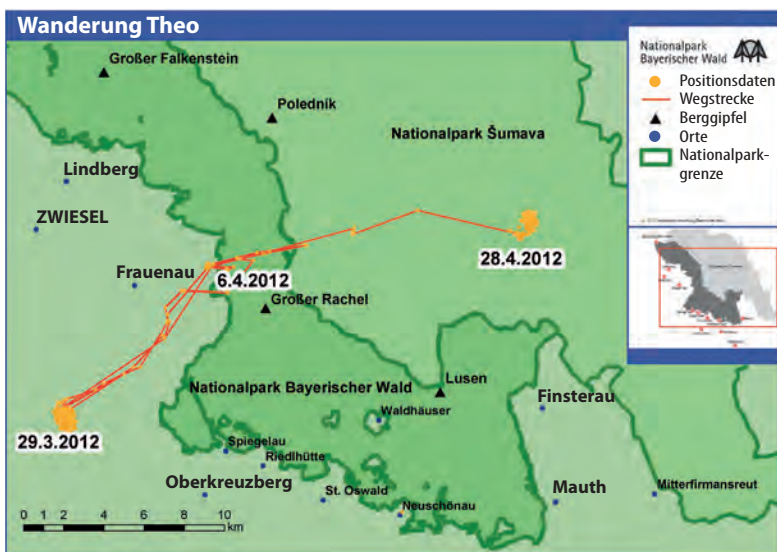 Wanderung Theo
Großer Falkenstein
Polednik
Nationalpark Šumava
Lindberg
ZWIESEL
Frauenau
6.4.2012
28.4.2012
Großer Rachel
Nationalpark Bayerischer Wald
Lusen
Waldhäuser
Finsterau
29.3.2012
Spiegelau
Riedlhütte
Oberkreuzberg
St. Oswald
Neuschönau
Mauth
Mitterfirmansreut
0 1 2 4 6 8 10
km
Nationalpark
Bayerischer Wald
Positionsdaten
Wegstrecke
Berggipfel
Orte
Nationalpark-
grenze